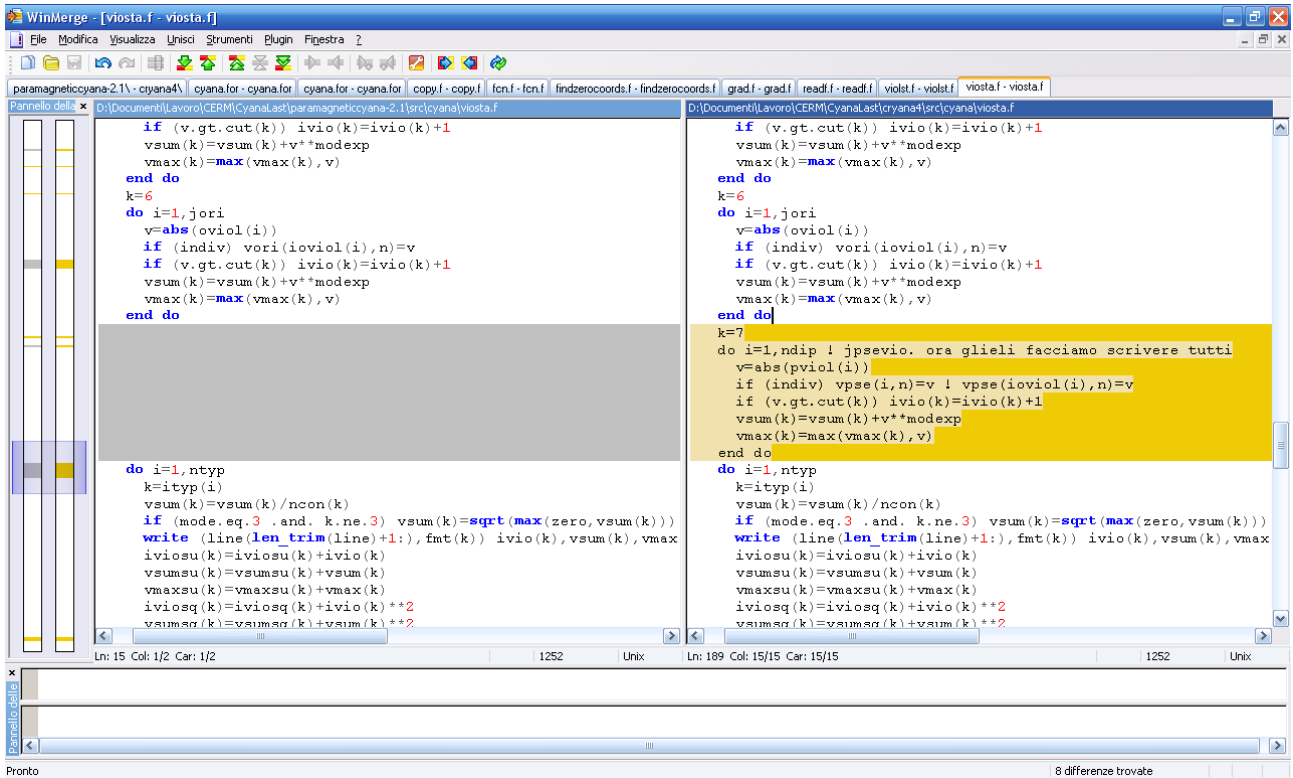 WinMerge - [viosta.f - viosta.f]
File Modifica Visualizza Unisci Strumenti Plugin Finestra ?
paramagneticcyana-2.1\ - cryana4\ cyana.for - cyana.for cyana.for - cyana.for copy.f - copy.f fcn.f - fcn.f findzerocoords.f - findzerocoords.f grad.f - grad.f readf.f - readf.f violst.f - violst.f viosta.f - viosta.f
Pannello della
D:\Documenti\Lavoro\CERM\CyanaLast\paramagneticcyana-2.1\src\cyana\viosta.f
if (v.gt.cut(k)) ivio(k)=ivio(k)+1
vsum(k)=vsum(k)+v**modexp
vmax(k)=max(vmax(k),v)
end do
k=6
do i=1,jori
v=abs(oviol(i))
if (indiv) vori(ioviol(i),n)=v
if (v.gt.cut(k)) ivio(k)=ivio(k)+1
vsum(k)=vsum(k)+v**modexp
vmax(k)=max(vmax(k),v)
end do
do i=1,ntyp
k=ityp(i)
vsum(k)=vsum(k)/ncon(k)
if (mode.eq.3 .and. k.ne.3) vsum(k)=sqrt(max(zero,vsum(k)))
write (line(len_trim(line)+1:),fmt(k)) ivio(k),vsum(k),vmax
iviosu(k)=iviosu(k)+ivio(k)
vsumsu(k)=vsumsu(k)+vsum(k)
vmaxsu(k)=vmaxsu(k)+vmax(k)
iviosq(k)=iviosq(k)+ivio(k)**2
vsumsq(k)=vsumsq(k)+vsum(k)**2
Ln: 15 Col: 1/2 Car: 1/2 1252 Unix
D:\Documenti\Lavoro\CERM\CyanaLast\cryana4\src\cyana\viosta.f
if (v.gt.cut(k)) ivio(k)=ivio(k)+1
vsum(k)=vsum(k)+v**modexp
vmax(k)=max(vmax(k),v)
end do
k=6
do i=1,jori
v=abs(oviol(i))
if (indiv) vori(ioviol(i),n)=v
if (v.gt.cut(k)) ivio(k)=ivio(k)+1
vsum(k)=vsum(k)+v**modexp
vmax(k)=max(vmax(k),v)
end do
k=7
do i=1,ndip ! jpsevio. ora glieli facciamo scrivere tutti
v=abs(pviol(i))
if (indiv) vpse(i,n)=v ! vpse(ioviol(i),n)=v
if (v.gt.cut(k)) ivio(k)=ivio(k)+1
vsum(k)=vsum(k)+v**modexp
vmax(k)=max(vmax(k),v)
end do
do i=1,ntyp
k=ityp(i)
vsum(k)=vsum(k)/ncon(k)
if (mode.eq.3 .and. k.ne.3) vsum(k)=sqrt(max(zero,vsum(k)))
write (line(len_trim(line)+1:),fmt(k)) ivio(k),vsum(k),vmax
iviosu(k)=iviosu(k)+ivio(k)
vsumsu(k)=vsumsu(k)+vsum(k)
vmaxsu(k)=vmaxsu(k)+vmax(k)
iviosq(k)=iviosq(k)+ivio(k)**2
vsumsq(k)=vsumsq(k)+vsum(k)**2
Ln: 189 Col: 15/15 Car: 15/15 1252 Unix
Pannello delle
Pronto 8 differenze trovate